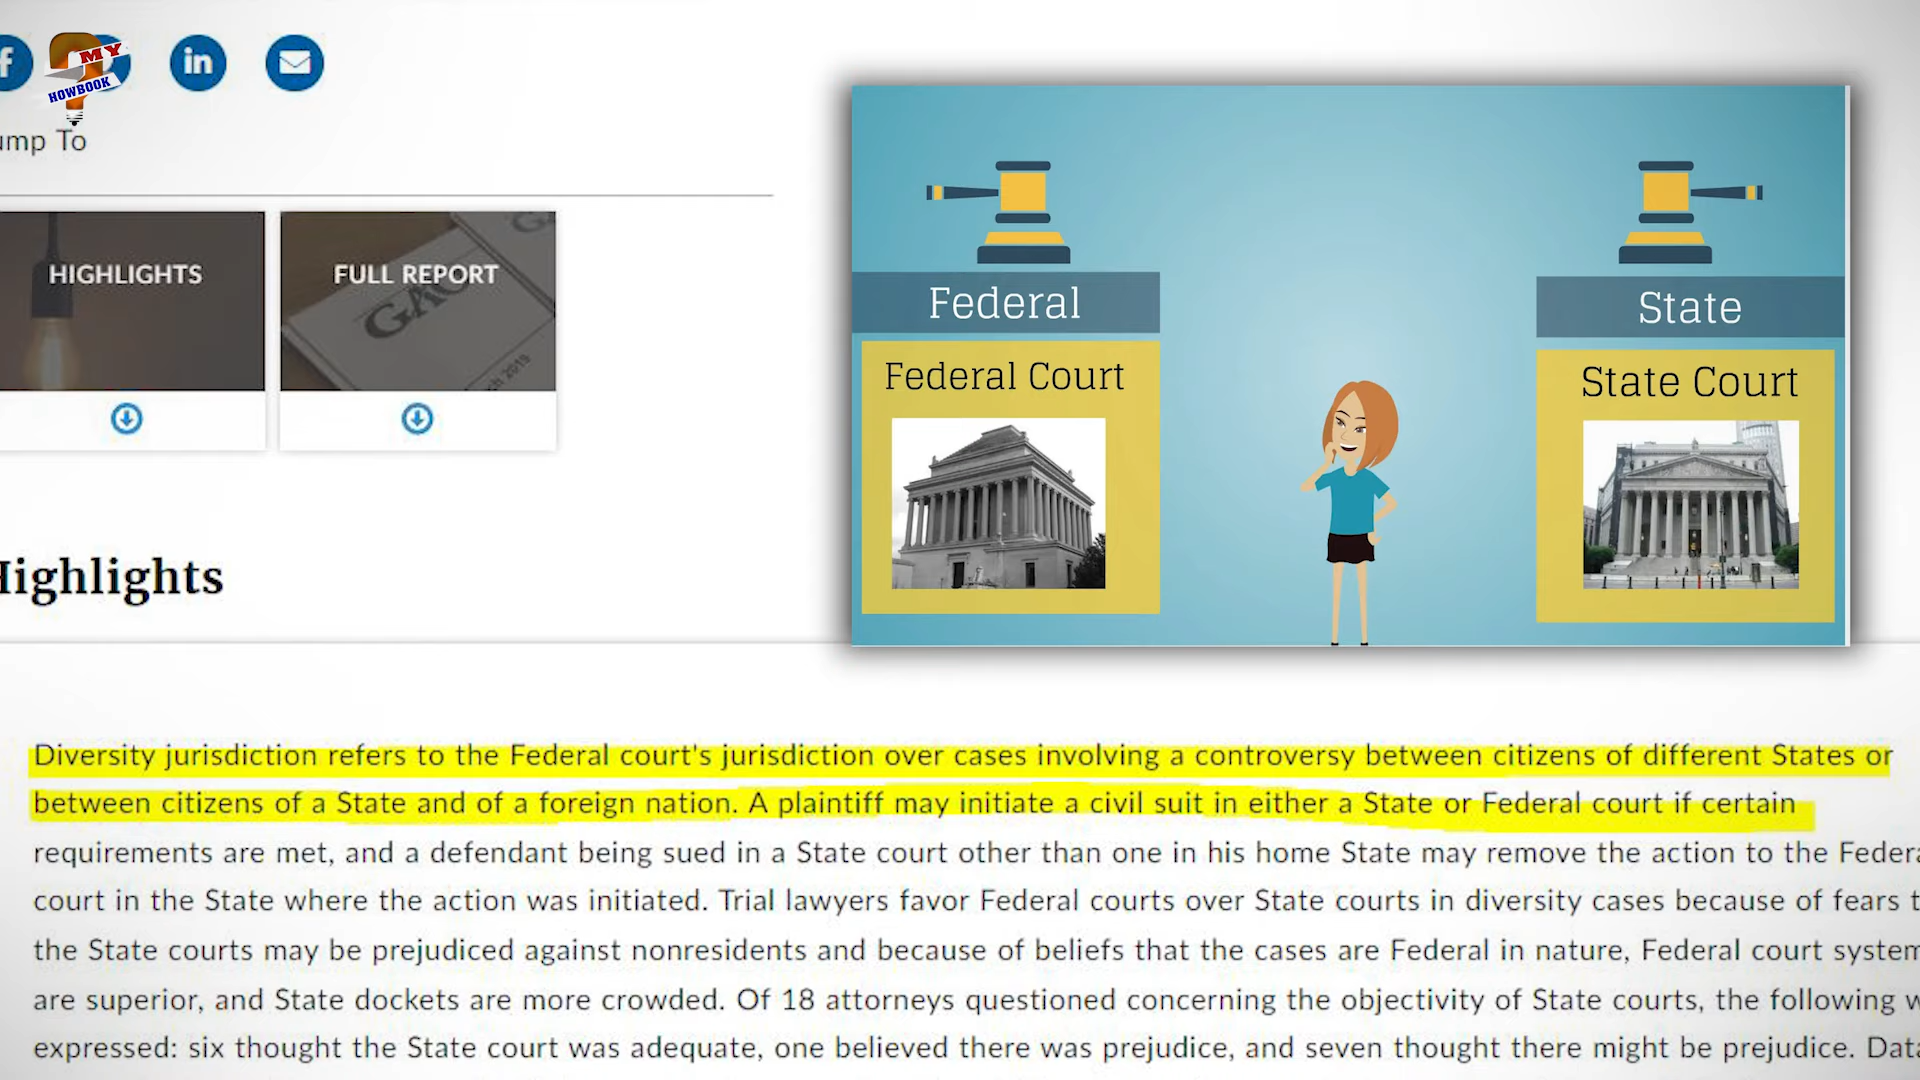 f
MY
HOWBOOK
in
ump To
HIGHLIGHTS
FULL REPORT
GAO
Highlights
Federal
Federal Court
State
State Court
Diversity jurisdiction refers to the Federal court's jurisdiction over cases involving a controversy between citizens of different States or
between citizens of a State and of a foreign nation. A plaintiff may initiate a civil suit in either a State or Federal court if certain
requirements are met, and a defendant being sued in a State court other than one in his home State may remove the action to the Federa
court in the State where the action was initiated. Trial lawyers favor Federal courts over State courts in diversity cases because of fears t
the State courts may be prejudiced against nonresidents and because of beliefs that the cases are Federal in nature, Federal court system
are superior, and State dockets are more crowded. Of 18 attorneys questioned concerning the objectivity of State courts, the following w
expressed: six thought the State court was adequate, one believed there was prejudice, and seven thought there might be prejudice. Data